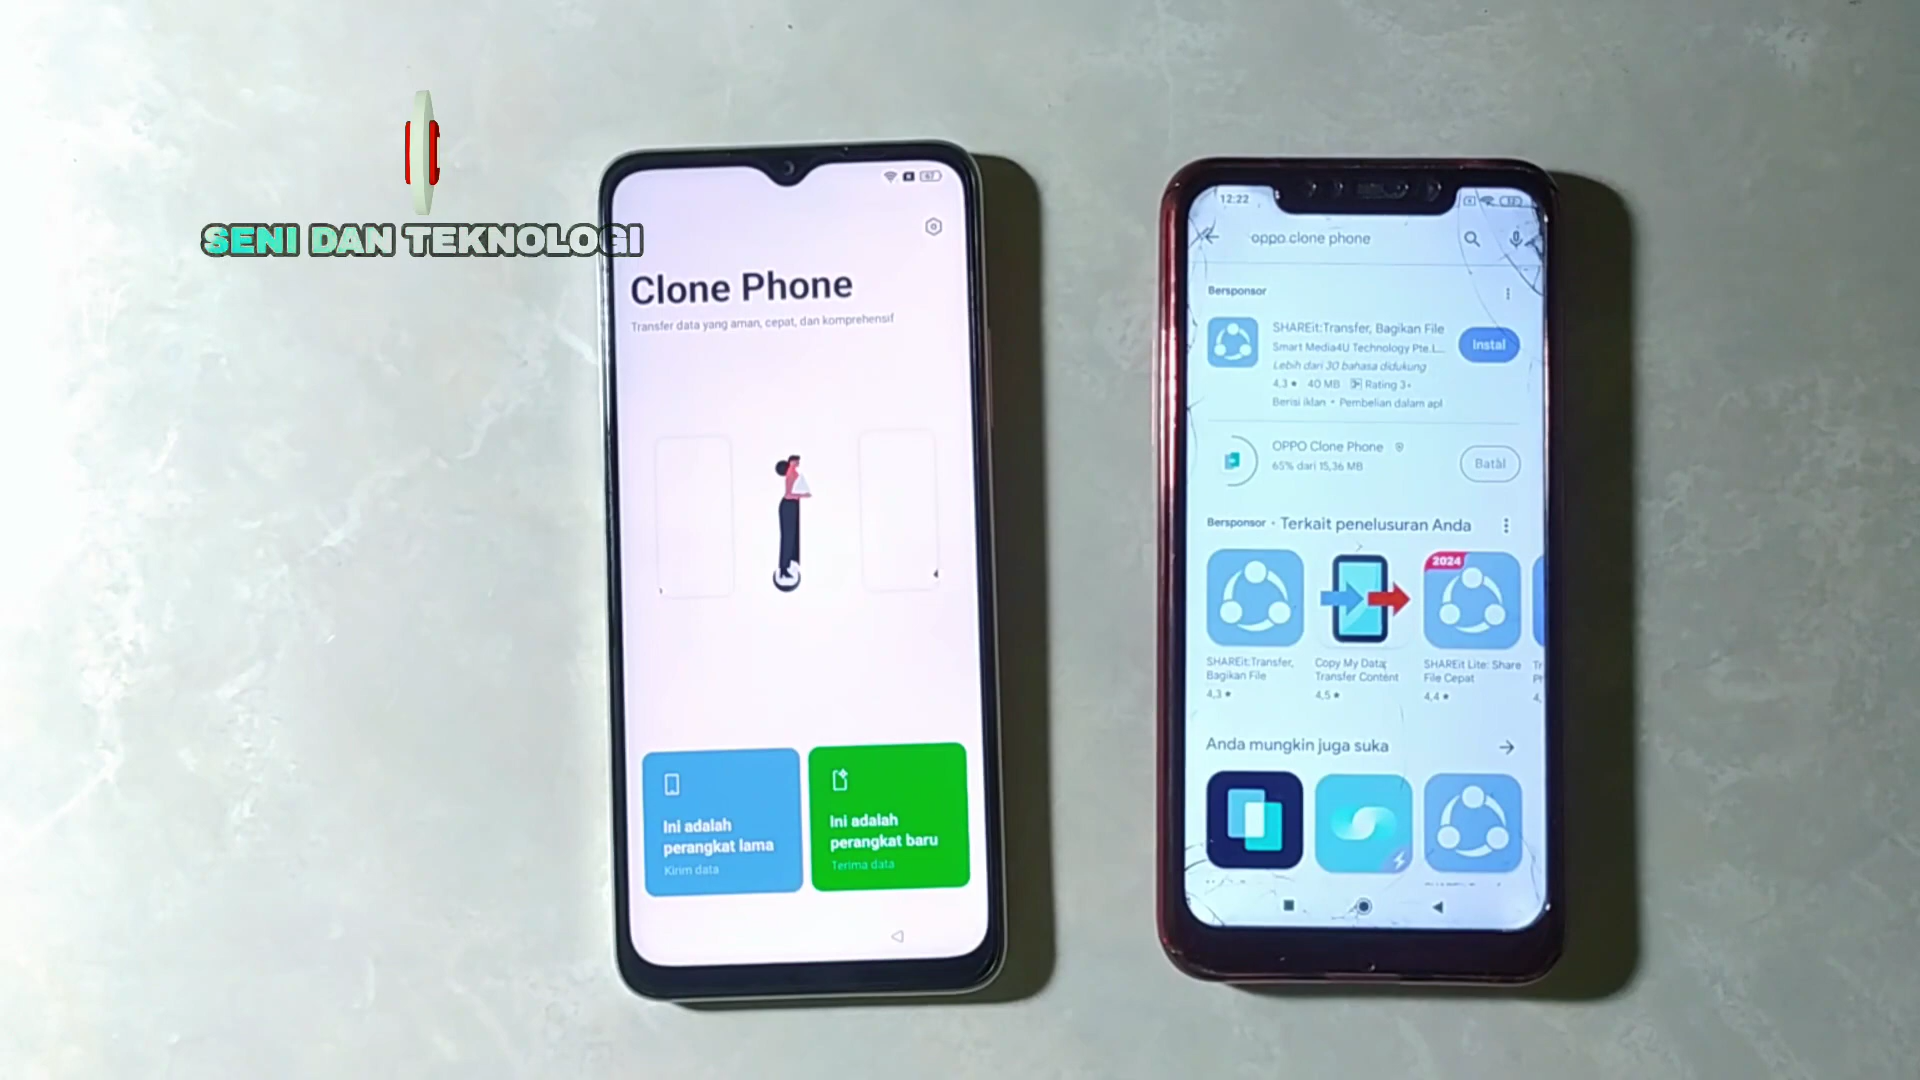 SENI DAN TEKNOLOGI
67
Clone Phone
Transfer data yang aman, cepat, dan komprehensif
Ini adalah
perangkat lama
Kirim data
Ini adalah
perangkat baru
Terima data
12:22
oppo clone phone
Bersponsor
SHAREit:Transfer, Bagikan File
Smart Media4U Technology Pte.L...
Lebih dari 30 bahasa didukung
4,3★ 40 MB Rating 3+
Berisi iklan • Pembelian dalam apl
Instal
OPPO Clone Phone
65% dari 15,36 MB
Batal
Bersponsor • Terkait penelusuran Anda
2024
SHAREit:Transfer,
Bagikan File
4,3★
Copy My Data:
Transfer Content
4,5★
SHAREit Lite: Share
File Cepat
4,4★
Anda mungkin juga suka